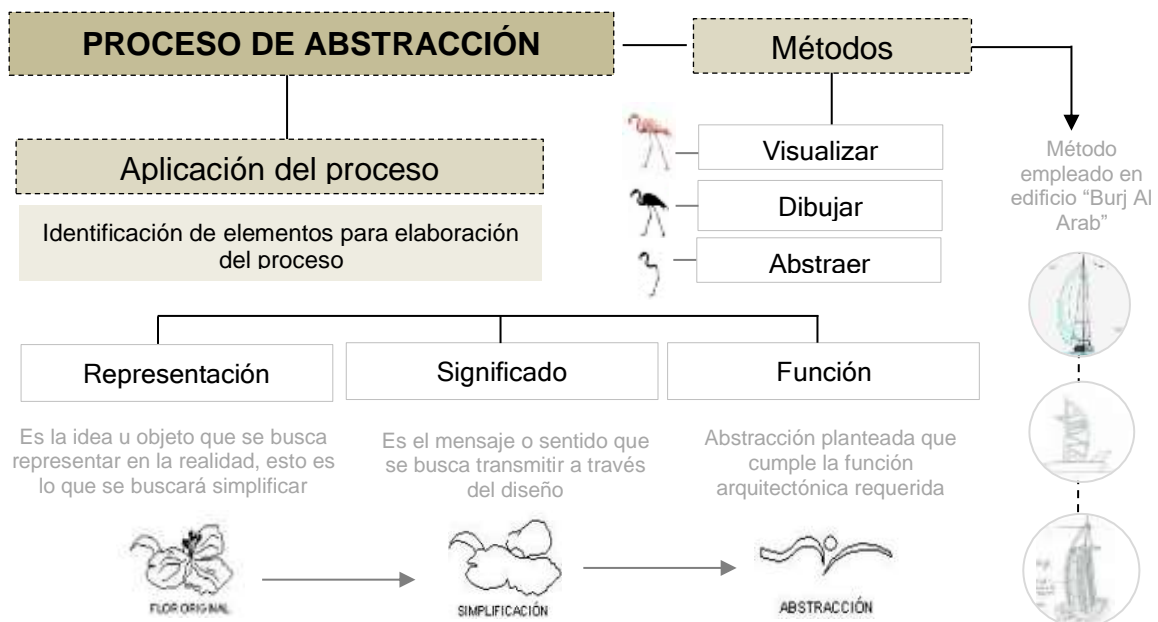 PROCESO DE ABSTRACCIÓN
Métodos
Aplicación del proceso
Identificación de elementos para elaboración
del proceso
Visualizar
Dibujar
Abstraer
Método
empleado en
edificio “Burj Al
Arab”
Representación
Significado
Función
Es la idea u objeto que se busca
representar en la realidad, esto es
lo que se buscará simplificar
Es el mensaje o sentido que
se busca transmitir a través
del diseño
Abstracción planteada que
cumple la función
arquitectónica requerida
FLOR ORIGINAL
SIMPLIFICACIÓN
ABSTRACCIÓN